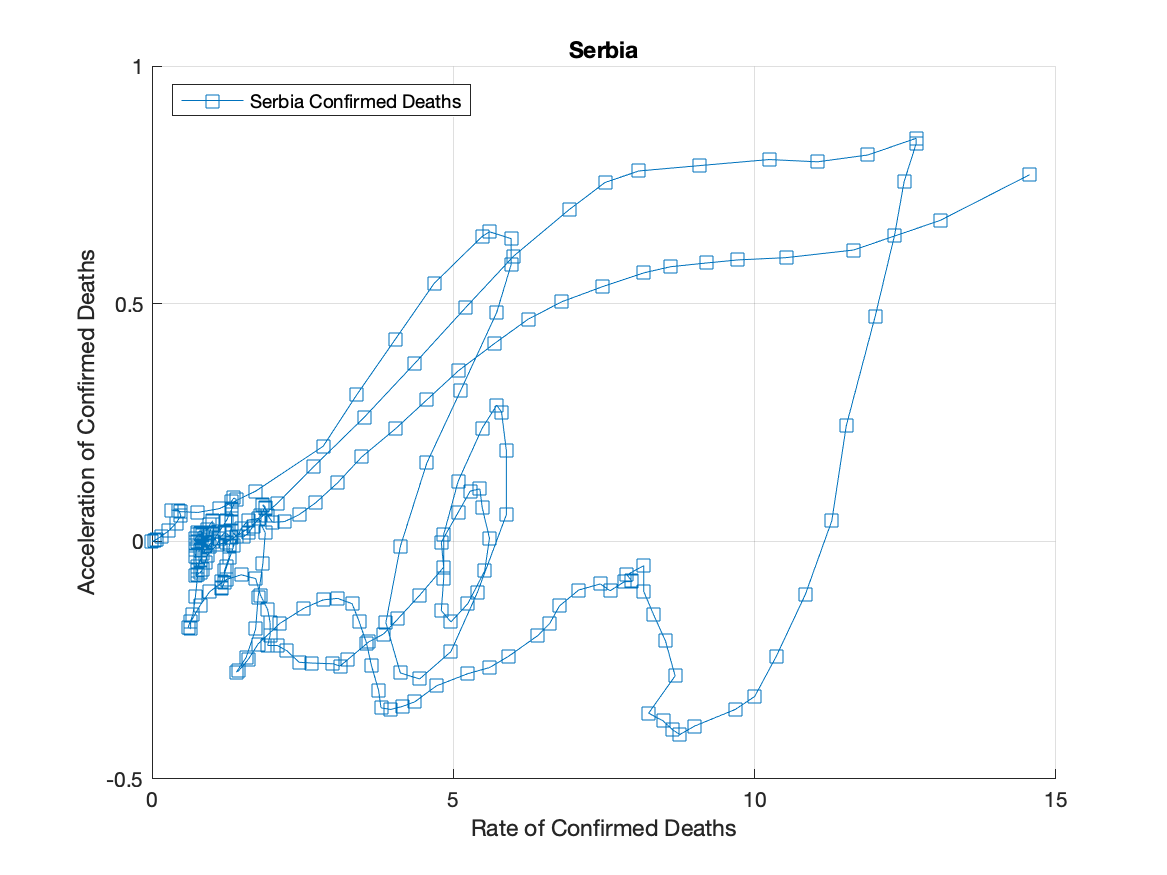 Serbia
Serbia Confirmed Deaths
1
0.5
0
-0.5
Acceleration of Confirmed Deaths
0
5
10
15
Rate of Confirmed Deaths